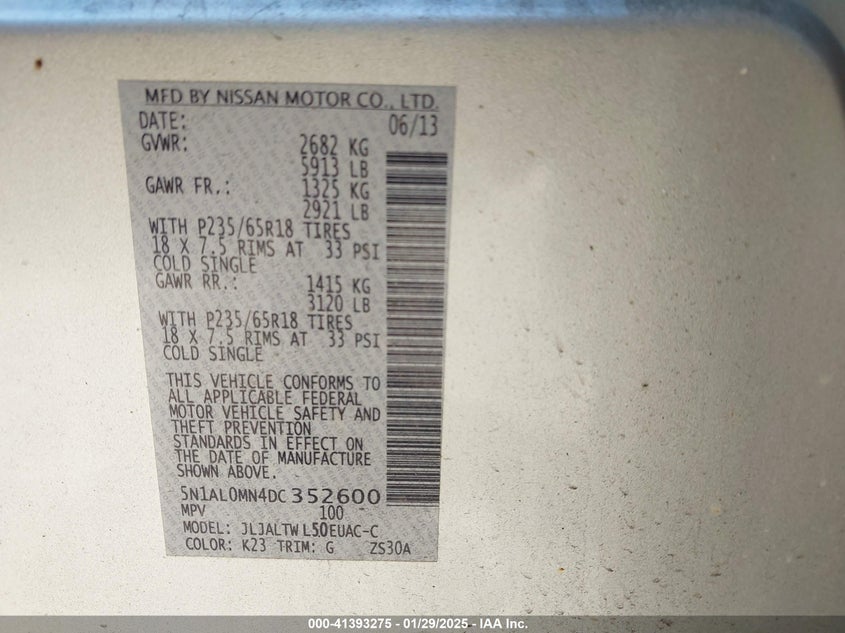 MFD BY NISSAN MOTOR CO., LTD.
DATE: 06/13
GVWR: 2682 KG
5913 LB
GAWR FR.: 1325 KG
2921 LB
WITH P235/65R18 TIRES
18 X 7.5 RIMS AT 33 PSI
COLD SINGLE
GAWR RR.: 1415 KG
3120 LB
WITH P235/65R18 TIRES
18 X 7.5 RIMS AT 33 PSI
COLD SINGLE
THIS VEHICLE CONFORMS TO
ALL APPLICABLE FEDERAL
MOTOR VEHICLE SAFETY AND
THEFT PREVENTION
STANDARDS IN EFFECT ON
THE DATE OF MANUFACTURE
SHOWN ABOVE.
5N1AL0MN4DC352600
MPV 100
MODEL: JLJALTWL50EUAC-C
COLOR: K23 TRIM: G ZS30A
000-41393275 - 01/29/2025 - IAA Inc.